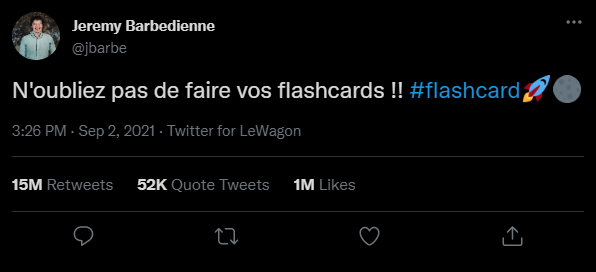 Jeremy Barbedienne
@jbarbe
N'oubliez pas de faire vos flashcards !! #flashcard🚀🌑
3:26 PM · Sep 2, 2021 · Twitter for LeWagon
15M Retweets 52K Quote Tweets 1M Likes